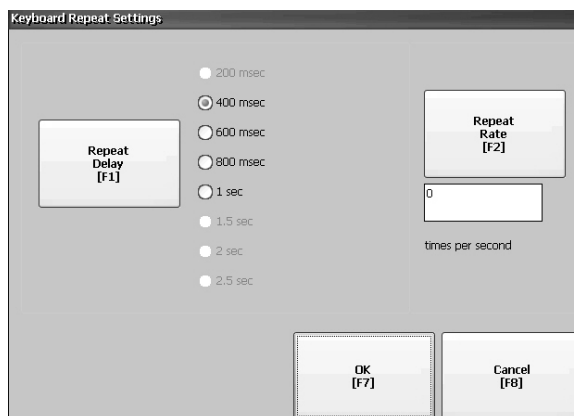 Keyboard Repeat Settings
200 msec
400 msec
600 msec
800 msec
1 sec
1.5 sec
2 sec
2.5 sec
Repeat
Delay
[F1]
Repeat
Rate
[F2]
0
times per second
OK
[F7]
Cancel
[F8]